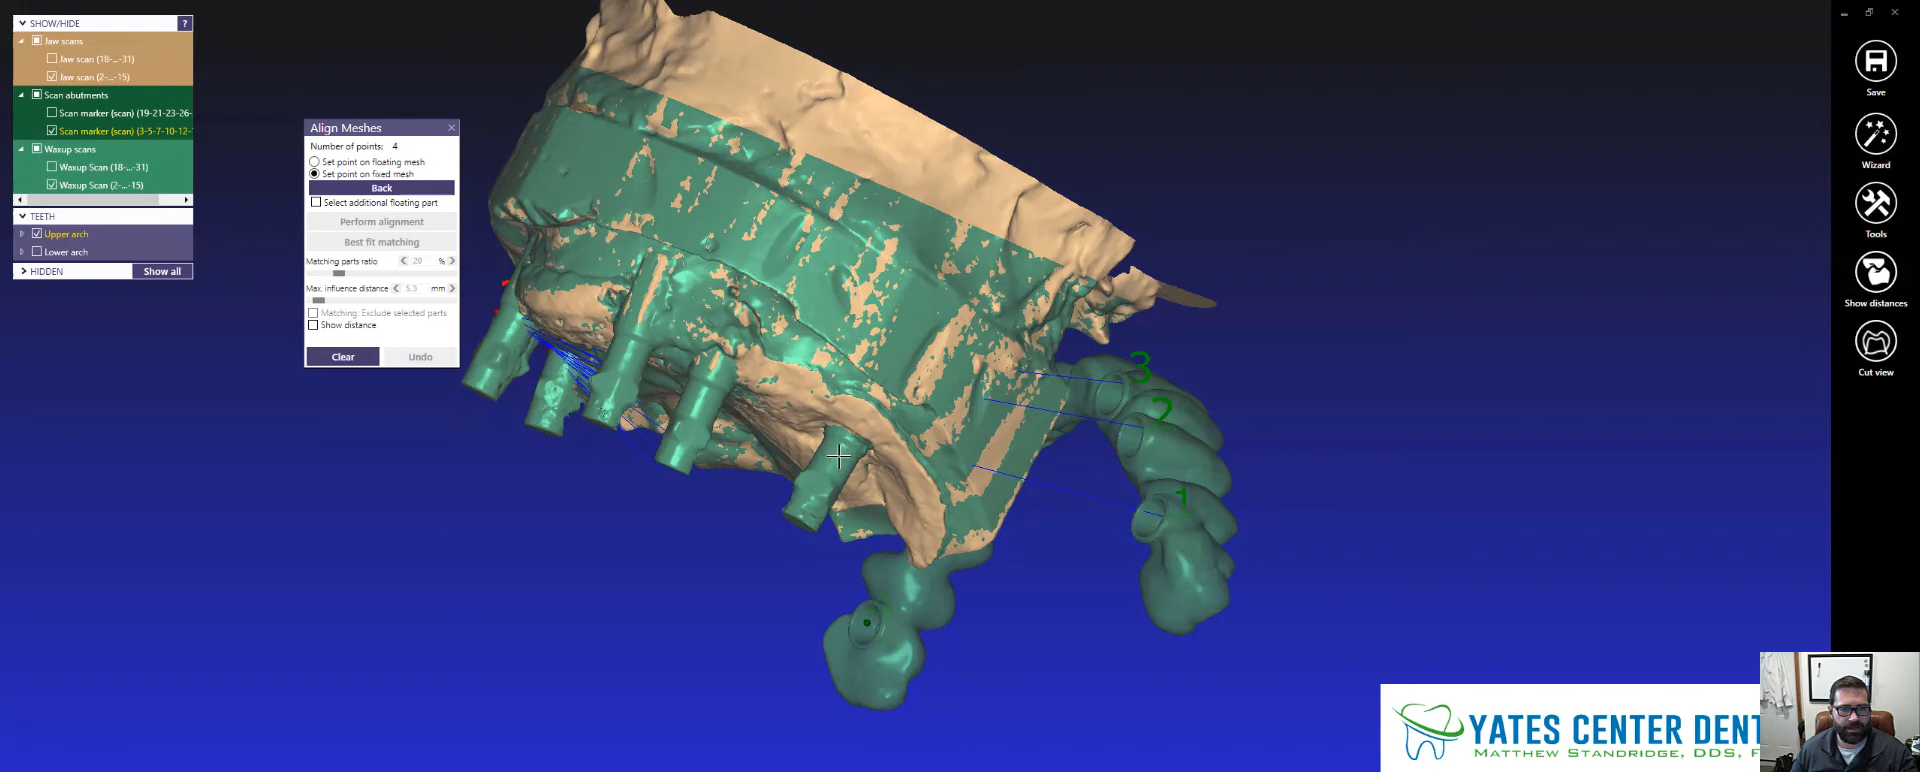 SHOW/HIDE ?
Jaw scans
Jaw scan (18-...-31)
Jaw scan (2-...-15)
Scan abutments
Scan marker (scan) (19-21-23-26-
Scan marker (scan) (3-5-7-10-12-
Waxup scans
Waxup Scan (18-...-31)
Waxup Scan (2-...-15)
TEETH
Upper arch
Lower arch
HIDDEN Show all
Align Meshes
Number of points: 4
Set point on floating mesh
Set point on fixed mesh
Back
Select additional floating part
Perform alignment
Best fit matching
Matching parts ratio 20 %
Max. influence distance 5.3 mm
Matching: Exclude selected parts
Show distance
Clear Undo
3
2
1
Save
Wizard
Tools
Show distances
Cut view
YATES CENTER DENT
MATTHEW STANDRIDGE, DDS, F